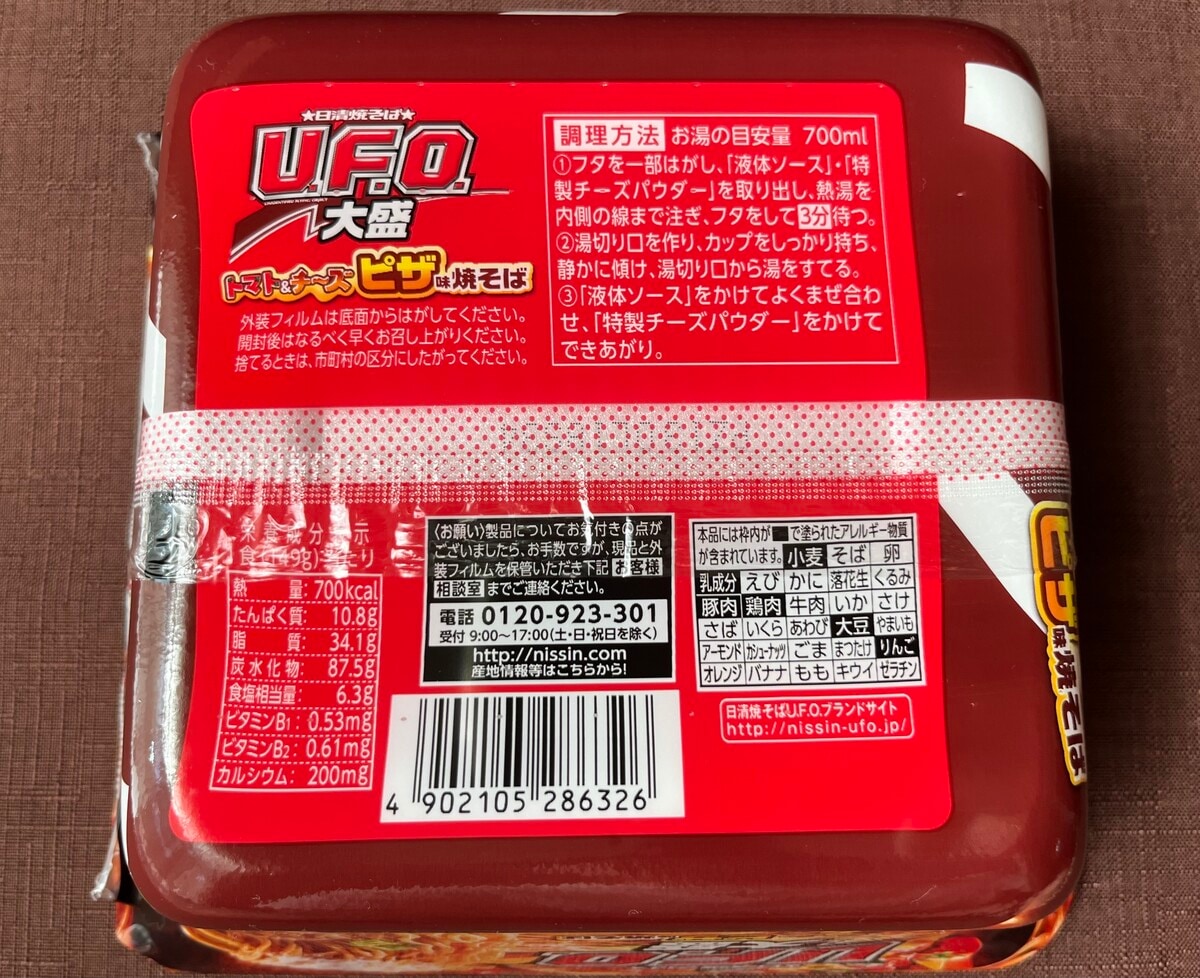 ★日清焼そば★
U.F.O.
大盛
トマト&チーズ ピザ味焼そば
外装フィルムは底面からはがしてください。
開封後はなるべく早くお召し上がりください。
捨てるときは、市町村の区分にしたがってください。
調理方法 お湯の目安量 700ml
①フタを一部はがし、「液体ソース」・「特
製チーズパウダー」を取り出し、熱湯を
内側の線まで注ぎ、フタをして3分待つ。
②湯切り口を作り、カップをしっかり持ち、
静かに傾け、湯切り口から湯をすてる。
③「液体ソース」をかけてよくまぜ合わ
せ、「特製チーズパウダー」をかけて
できあがり。
栄養成分表示
食(149g)当たり
熱量: 700kcal
たんぱく質: 10.8g
脂質: 34.1g
炭水化物: 87.5g
食塩相当量: 6.3g
ビタミンB1: 0.53mg
ビタミンB2: 0.61mg
カルシウム: 200mg
〈お願い〉製品についてお気付きの点が
ございましたら、お手数ですが、現品と外
装フィルムを保管いただき下記 お客様
相談室 までご連絡ください。
電話 0120-923-301
受付 9:00~17:00(土・日・祝日を除く)
http://nissin.com
産地情報等はこちらから!
4 902105 286326
本品には枠内が■で塗られたアレルギー物質
が含まれています。 小麦 そば 卵
乳成分 えび かに 落花生 くるみ
豚肉 鶏肉 牛肉 いか さけ
さば いくら あわび 大豆 やまいも
アーモンド カシューナッツ ごま まつたけ りんご
オレンジ バナナ もも キウイ ゼラチン
日清焼そばU.F.O.ブランドサイト
http://nissin-ufo.jp/
ピザ味焼そば